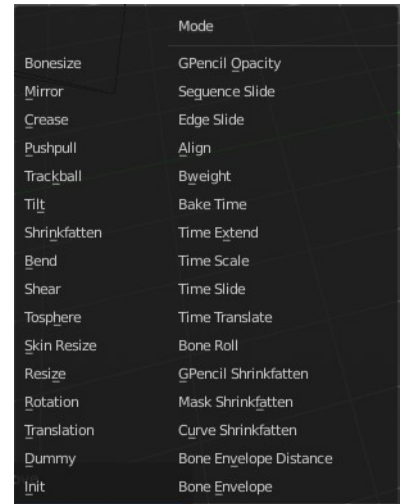 Mode
Bonesize
Mirror
Crease
Pushpull
Trackball
Tilt
Shrinkfatten
Bend
Shear
Tosphere
Skin Resize
Resize
Rotation
Translation
Dummy
Init
GPencil Opacity
Sequence Slide
Edge Slide
Align
Bweight
Bake Time
Time Extend
Time Scale
Time Slide
Time Translate
Bone Roll
GPencil Shrinkfatten
Mask Shrinkfatten
Curve Shrinkfatten
Bone Envelope Distance
Bone Envelope